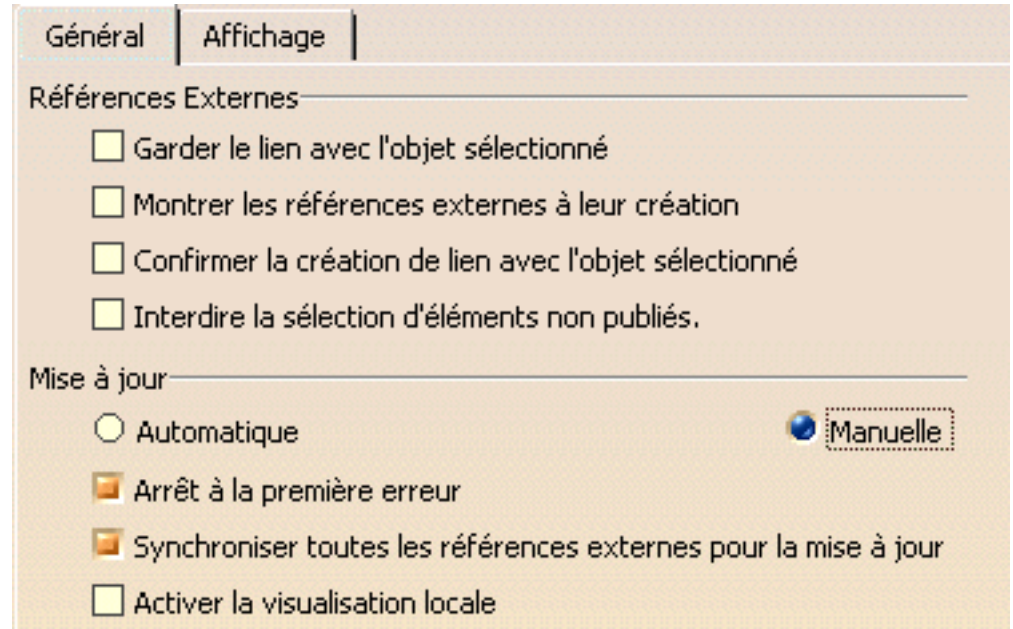 Général Affichage
Références Externes
Garder le lien avec l'objet sélectionné
Montrer les références externes à leur création
Confirmer la création de lien avec l'objet sélectionné
Interdire la sélection d'éléments non publiés.
Mise à jour
Automatique Manuelle
Arrêt à la première erreur
Synchroniser toutes les références externes pour la mise à jour
Activer la visualisation locale